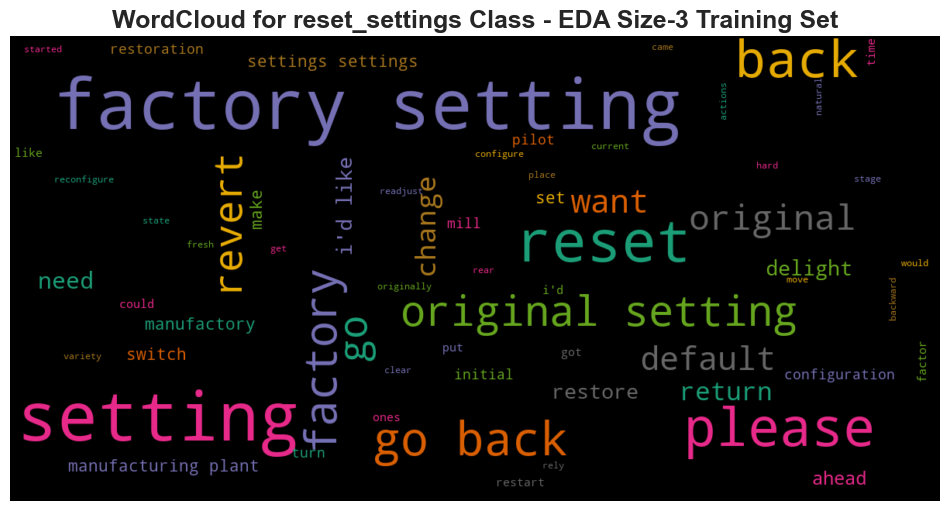 WordCloud for reset_settings Class - EDA Size-3 Training Set
started
restoration
settings settings
came
back
time
factory setting
actions
natural
pilot
like
configure
current
revert
i'd like
hard
reconfigure
readjust
place
stage
make
change
set
want
original
state
mill
reset
fresh
get
delight
would
need
rear
move
factory
originally
i'd
backward
could
original setting
manufactory
go
switch
variety
put
got
default
factor
clear
initial
configuration
restore
return
setting
ones
go back
please
turn
manufacturing plant
rely
restart
ahead